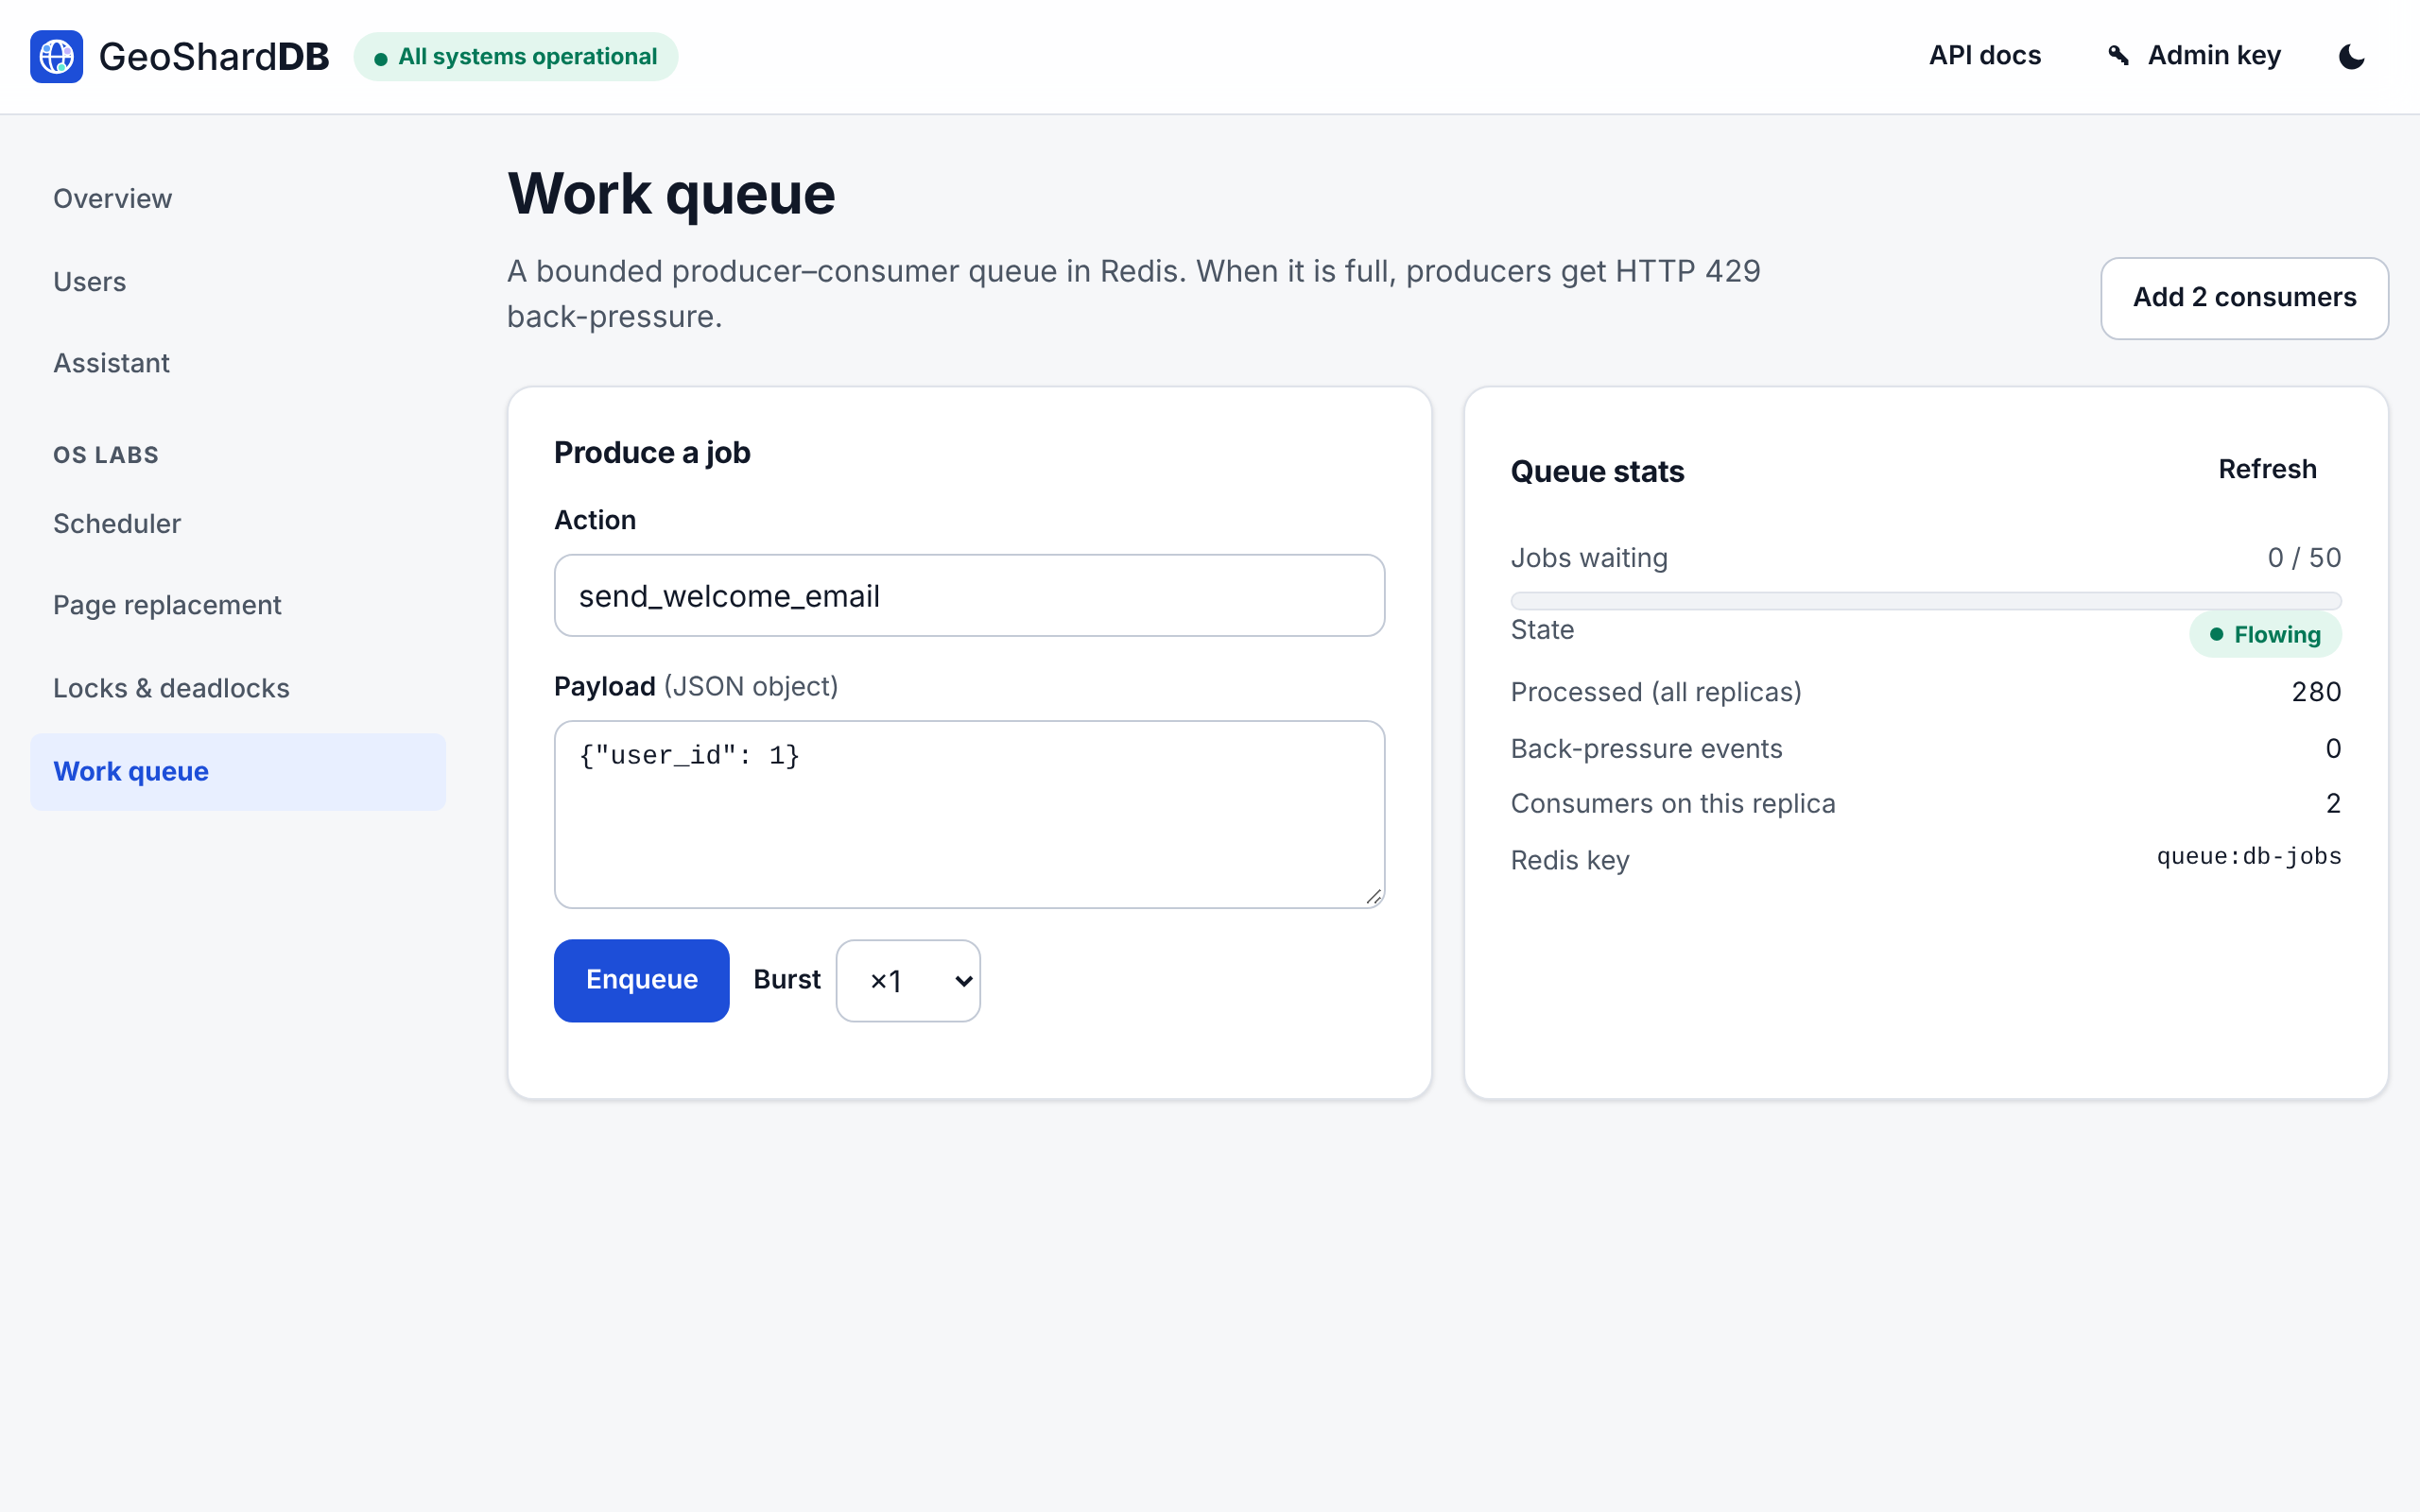 GeoShardDB
All systems operational
API docs
Admin key
Overview
Users
Assistant
OS LABS
Scheduler
Page replacement
Locks & deadlocks
Work queue
Work queue
A bounded producer–consumer queue in Redis. When it is full, producers get HTTP 429
back-pressure.
Add 2 consumers
Produce a job
Action
send_welcome_email
Payload (JSON object)
{"user_id": 1}
Enqueue
Burst
×1
Queue stats
Refresh
Jobs waiting 0 / 50
State Flowing
Processed (all replicas) 280
Back-pressure events 0
Consumers on this replica 2
Redis key queue:db-jobs